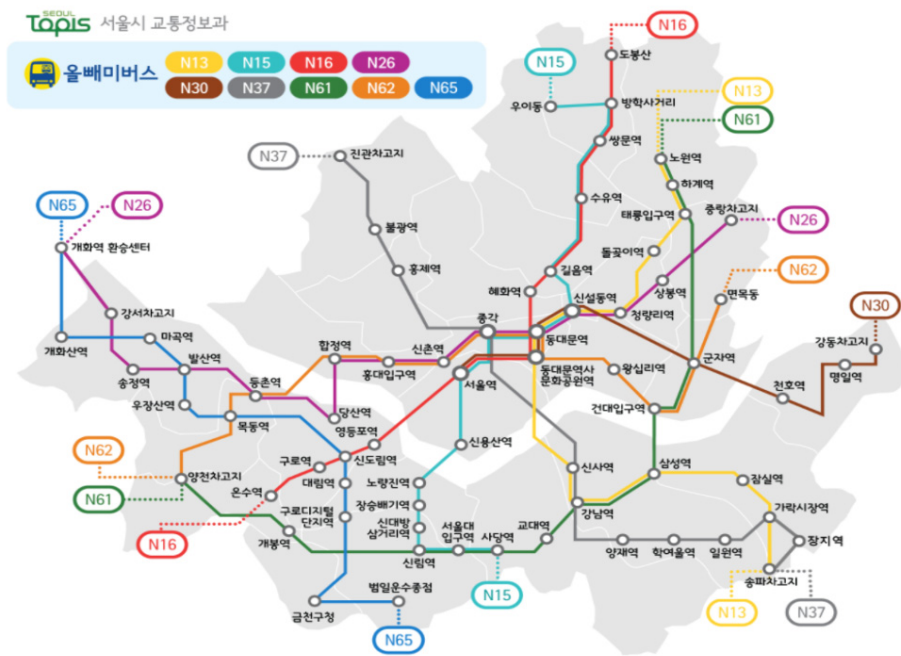 SEOUL
Topis 서울시 교통정보과
올빼미버스
N13 N15 N16 N26
N30 N37 N61 N62 N65
N16
도봉산
N15
우이동
방학사거리
N13
N61
쌍문역
노원역
N37
진관차고지
하계역
수유역
태릉입구역
중랑차고지
N26
N65
N26
불광역
돌곶이역
개화역 환승센터
홍제역
길음역
상봉역
N62
혜화역
신설동역
면목동
N30
강서차고지
종각
청량리역
동대문역
개화산역
마곡역
합정역
신촌역
강동차고지
발산역
홍대입구역
서울역
동대문역사
문화공원역
왕십리역
군자역
명일역
송정역
등촌역
천호역
우장산역
목동역
당산역
건대입구역
영등포역
신용산역
N62
구로역
신도림역
신사역
삼성역
양천차고지
온수역
대림역
노량진역
잠실역
N61
구로디지털
단지역
장승배기역
강남역
가락시장역
N16
신대방
삼거리역
서울대
입구역
사당역
교대역
개봉역
신림역
양재역
학여울역
일원역
장지역
송파차고지
N15
범일운수종점
금천구청
N13
N37
N65